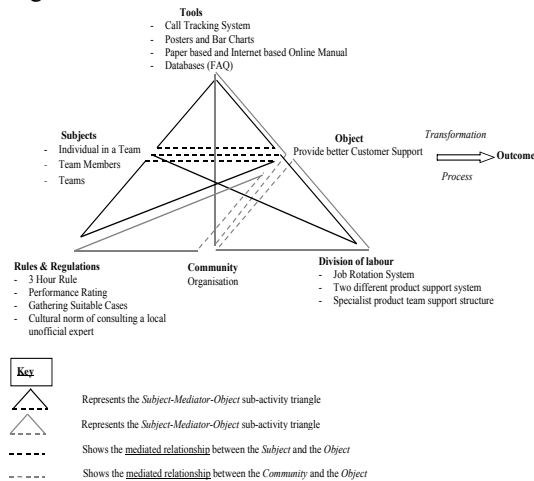 Tools
- Call Tracking System
- Posters and Bar Charts
- Paper based and Internet based Online Manual
- Databases (FAQ)
Subjects
- Individual in a Team
- Team Members
- Teams
Object
Provide better Customer Support
Transformation
Process
Outcome
Rules & Regulations
- 3 Hour Rule
- Performance Rating
- Gathering Suitable Cases
- Cultural norm of consulting a local
unofficial expert
Community
Organisation
Division of labour
- Job Rotation System
- Two different product support system
- Specialist product team support structure
Key
Represents the Subject-Mediator-Object sub-activity triangle
Represents the Subject-Mediator-Object sub-activity triangle
Shows the mediated relationship between the Subject and the Object
Shows the mediated relationship between the Community and the Object